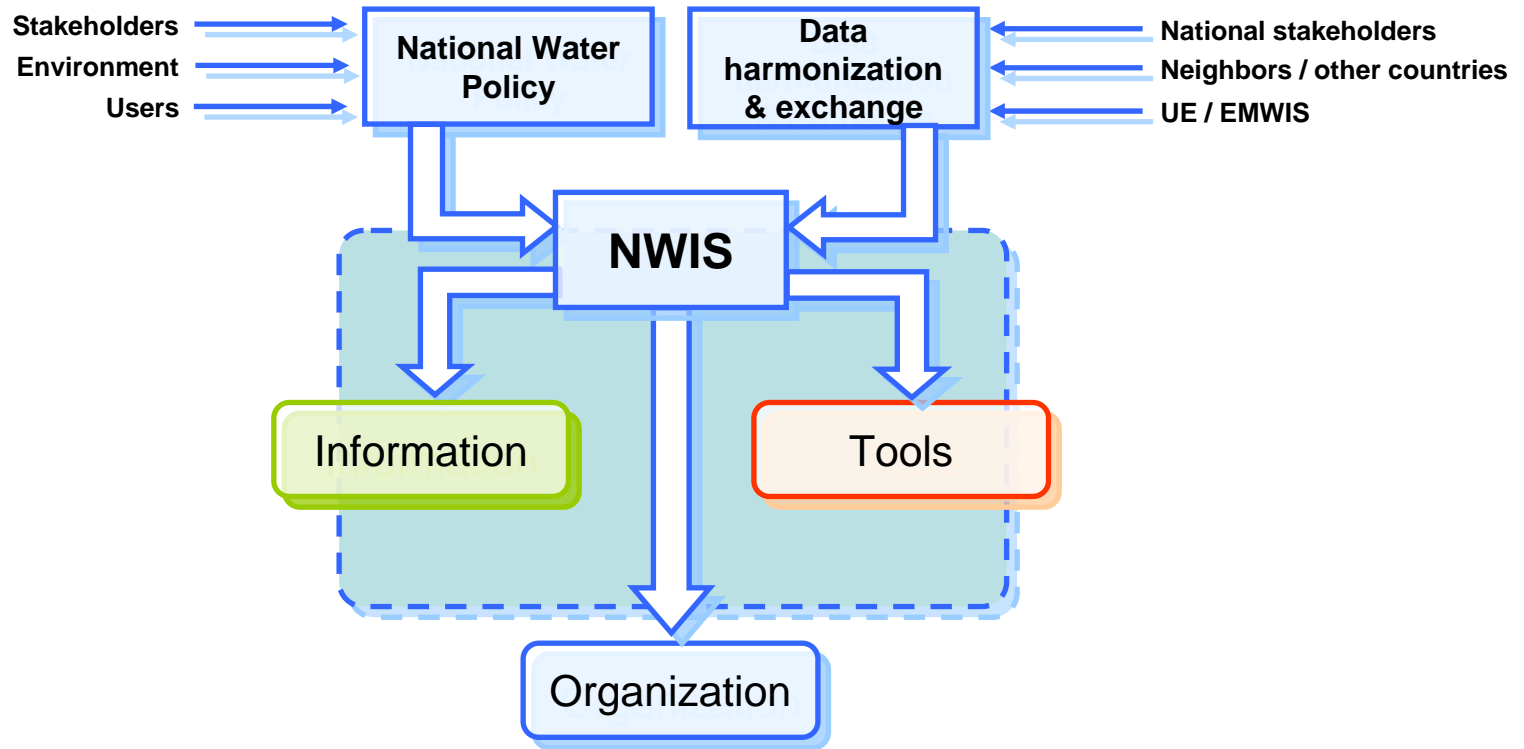 Stakeholders
Environment
Users
National Water
Policy
Data
harmonization
& exchange
National stakeholders
Neighbors / other countries
UE / EMWIS
NWIS
Information
Tools
Organization